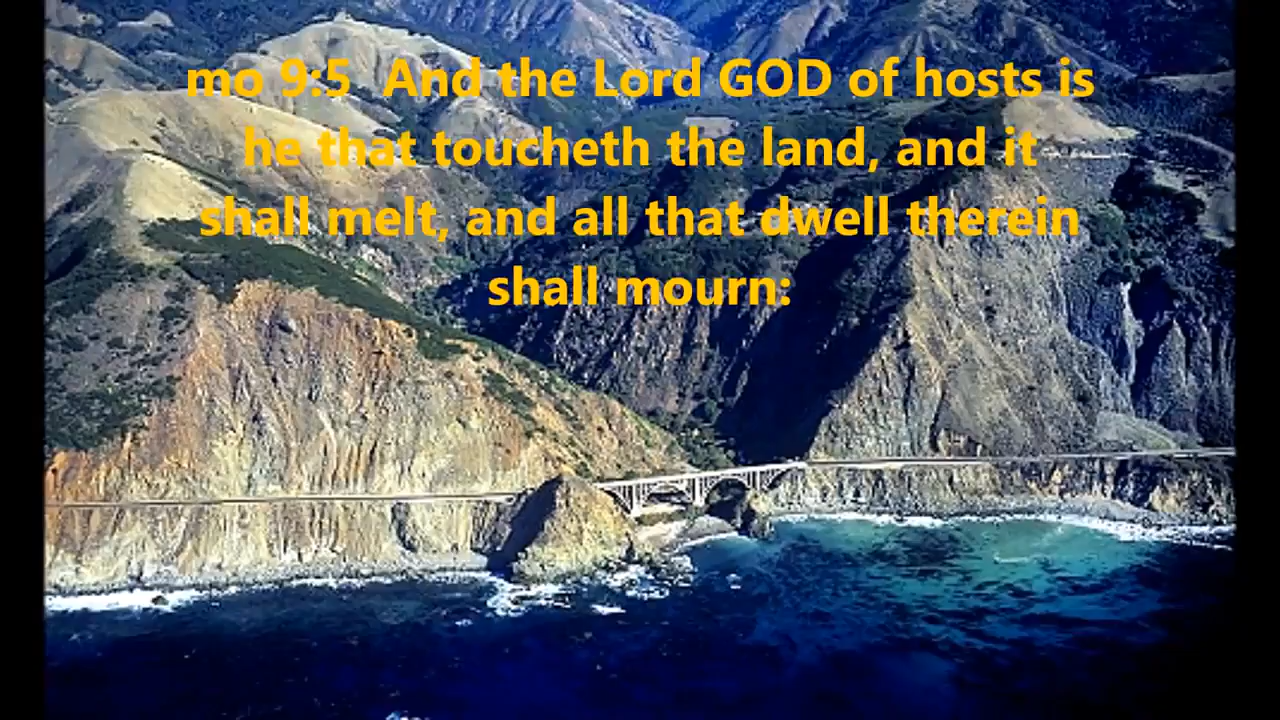 mo 9:5  And the Lord GOD of hosts is
he that toucheth the land, and it
shall melt, and all that dwell therein
shall mourn: